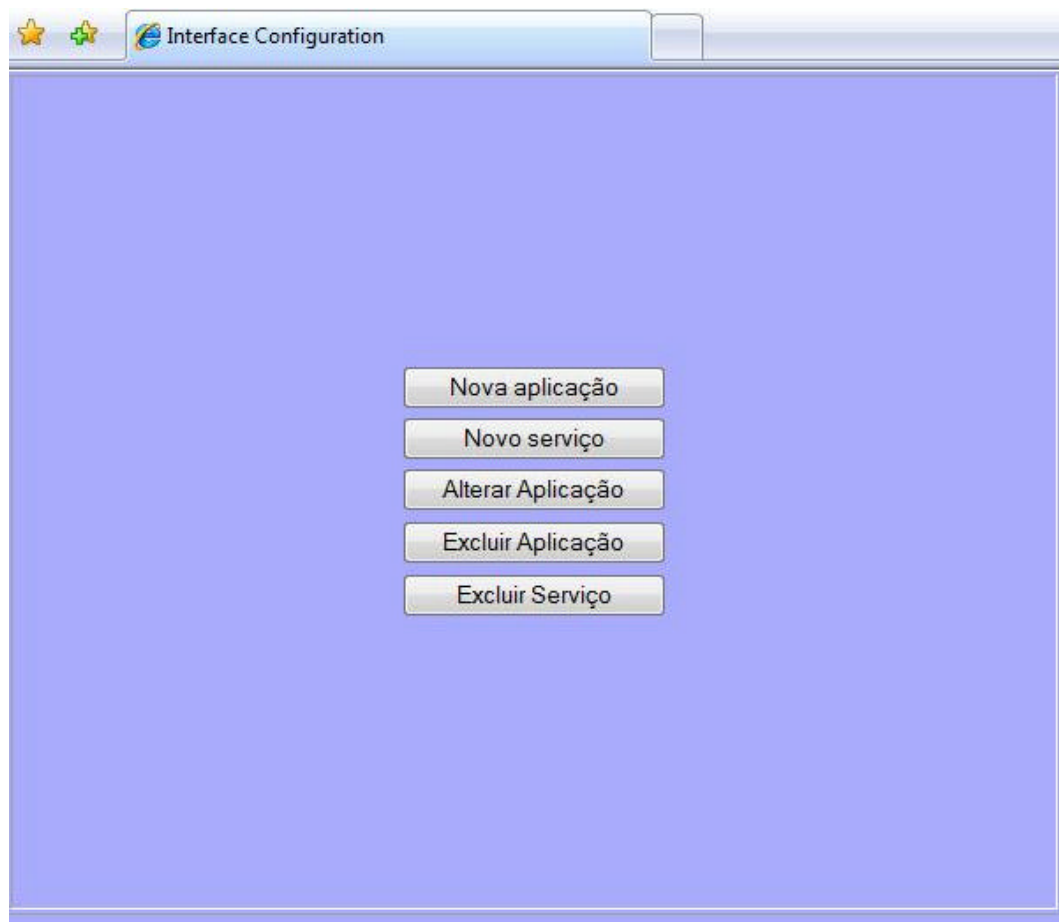 Interface Configuration
Nova aplicação
Novo serviço
Alterar Aplicação
Excluir Aplicação
Excluir Serviço